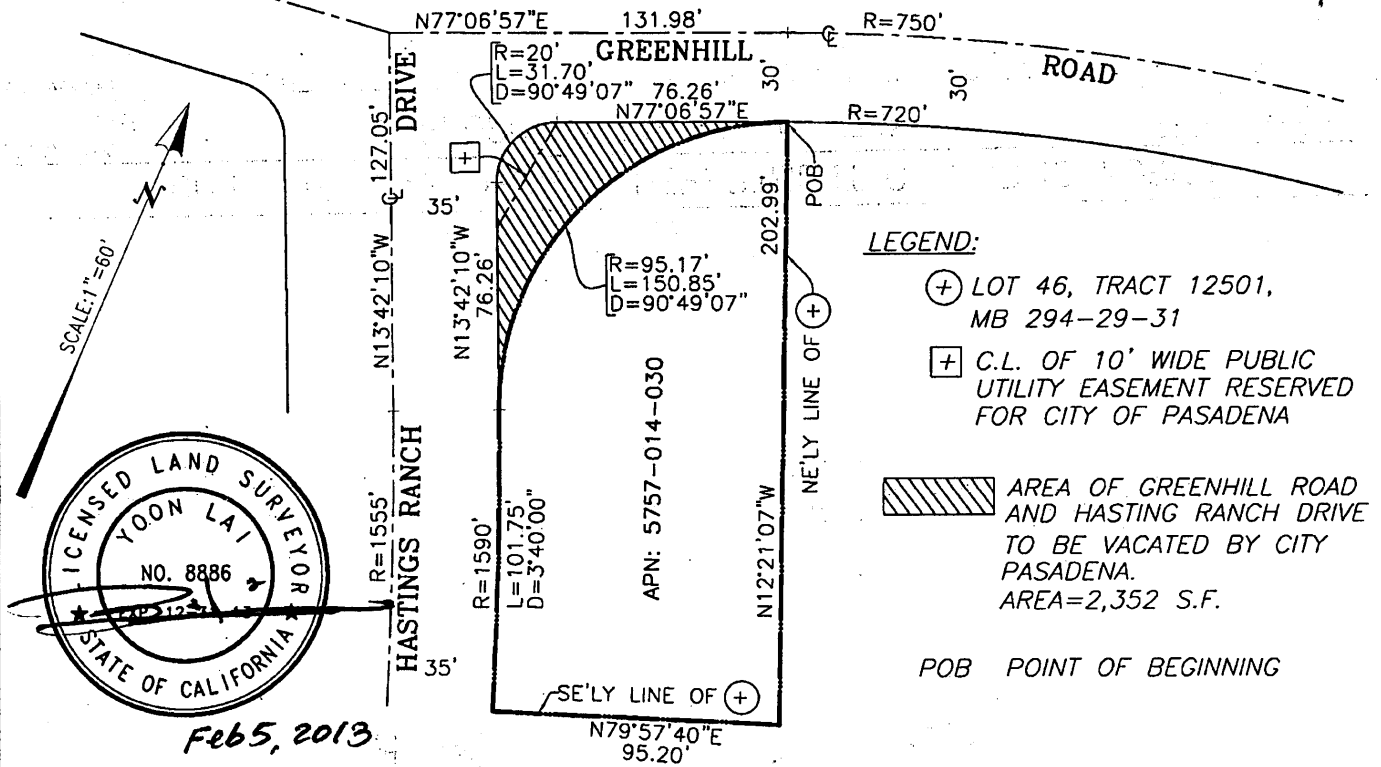 N77°06'57"E 131.98' R=750'
GREENHILL ROAD
R=20'
L=31.70'
D=90°49'07" 76.26'
30'
30'
N77°06'57"E
R=720'
DRIVE
127.05'
℄
℄
35'
POB
SCALE:1"=60'
N
+
N13°42'10"W
N13°42'10"W
76.26'
R=95.17'
L=150.85'
D=90°49'07"
202.99'
NE'LY LINE OF +
LEGEND:
+ LOT 46, TRACT 12501,
MB 294-29-31
+ C.L. OF 10' WIDE PUBLIC
UTILITY EASEMENT RESERVED
FOR CITY OF PASADENA
AREA OF GREENHILL ROAD
AND HASTING RANCH DRIVE
TO BE VACATED BY CITY
PASADENA.
AREA=2,352 S.F.
POB POINT OF BEGINNING
APN: 5757-014-030
N12°21'07"W
HASTINGS RANCH
R=1555'
R=1590'
L=101.75'
D=3°40'00"
35'
SE'LY LINE OF +
N79°57'40"E
95.20'
LICENSED LAND SURVEYOR
YOON LAI
NO. 8886
STATE OF CALIFORNIA
Feb 5, 2013